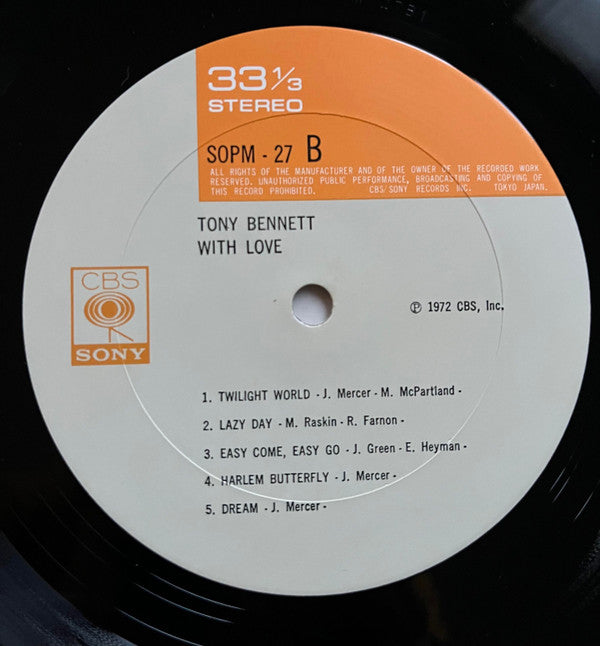 33 1/3
STEREO
SOPM - 27 B
ALL RIGHTS OF THE MANUFACTURER AND OF THE OWNER OF THE RECORDED WORK
RESERVED. UNAUTHORIZED PUBLIC PERFORMANCE, BROADCASTING AND COPYING OF
THIS RECORD PROHIBITED. CBS/SONY RECORDS INC. TOKYO JAPAN.
TONY BENNETT
WITH LOVE
CBS
SONY
℗ 1972 CBS, Inc.
1. TWILIGHT WORLD - J. Mercer - M. McPartland -
2. LAZY DAY - M. Raskin - R. Farnon -
3. EASY COME, EASY GO - J. Green - E. Heyman -
4. HARLEM BUTTERFLY - J. Mercer -
5. DREAM - J. Mercer -